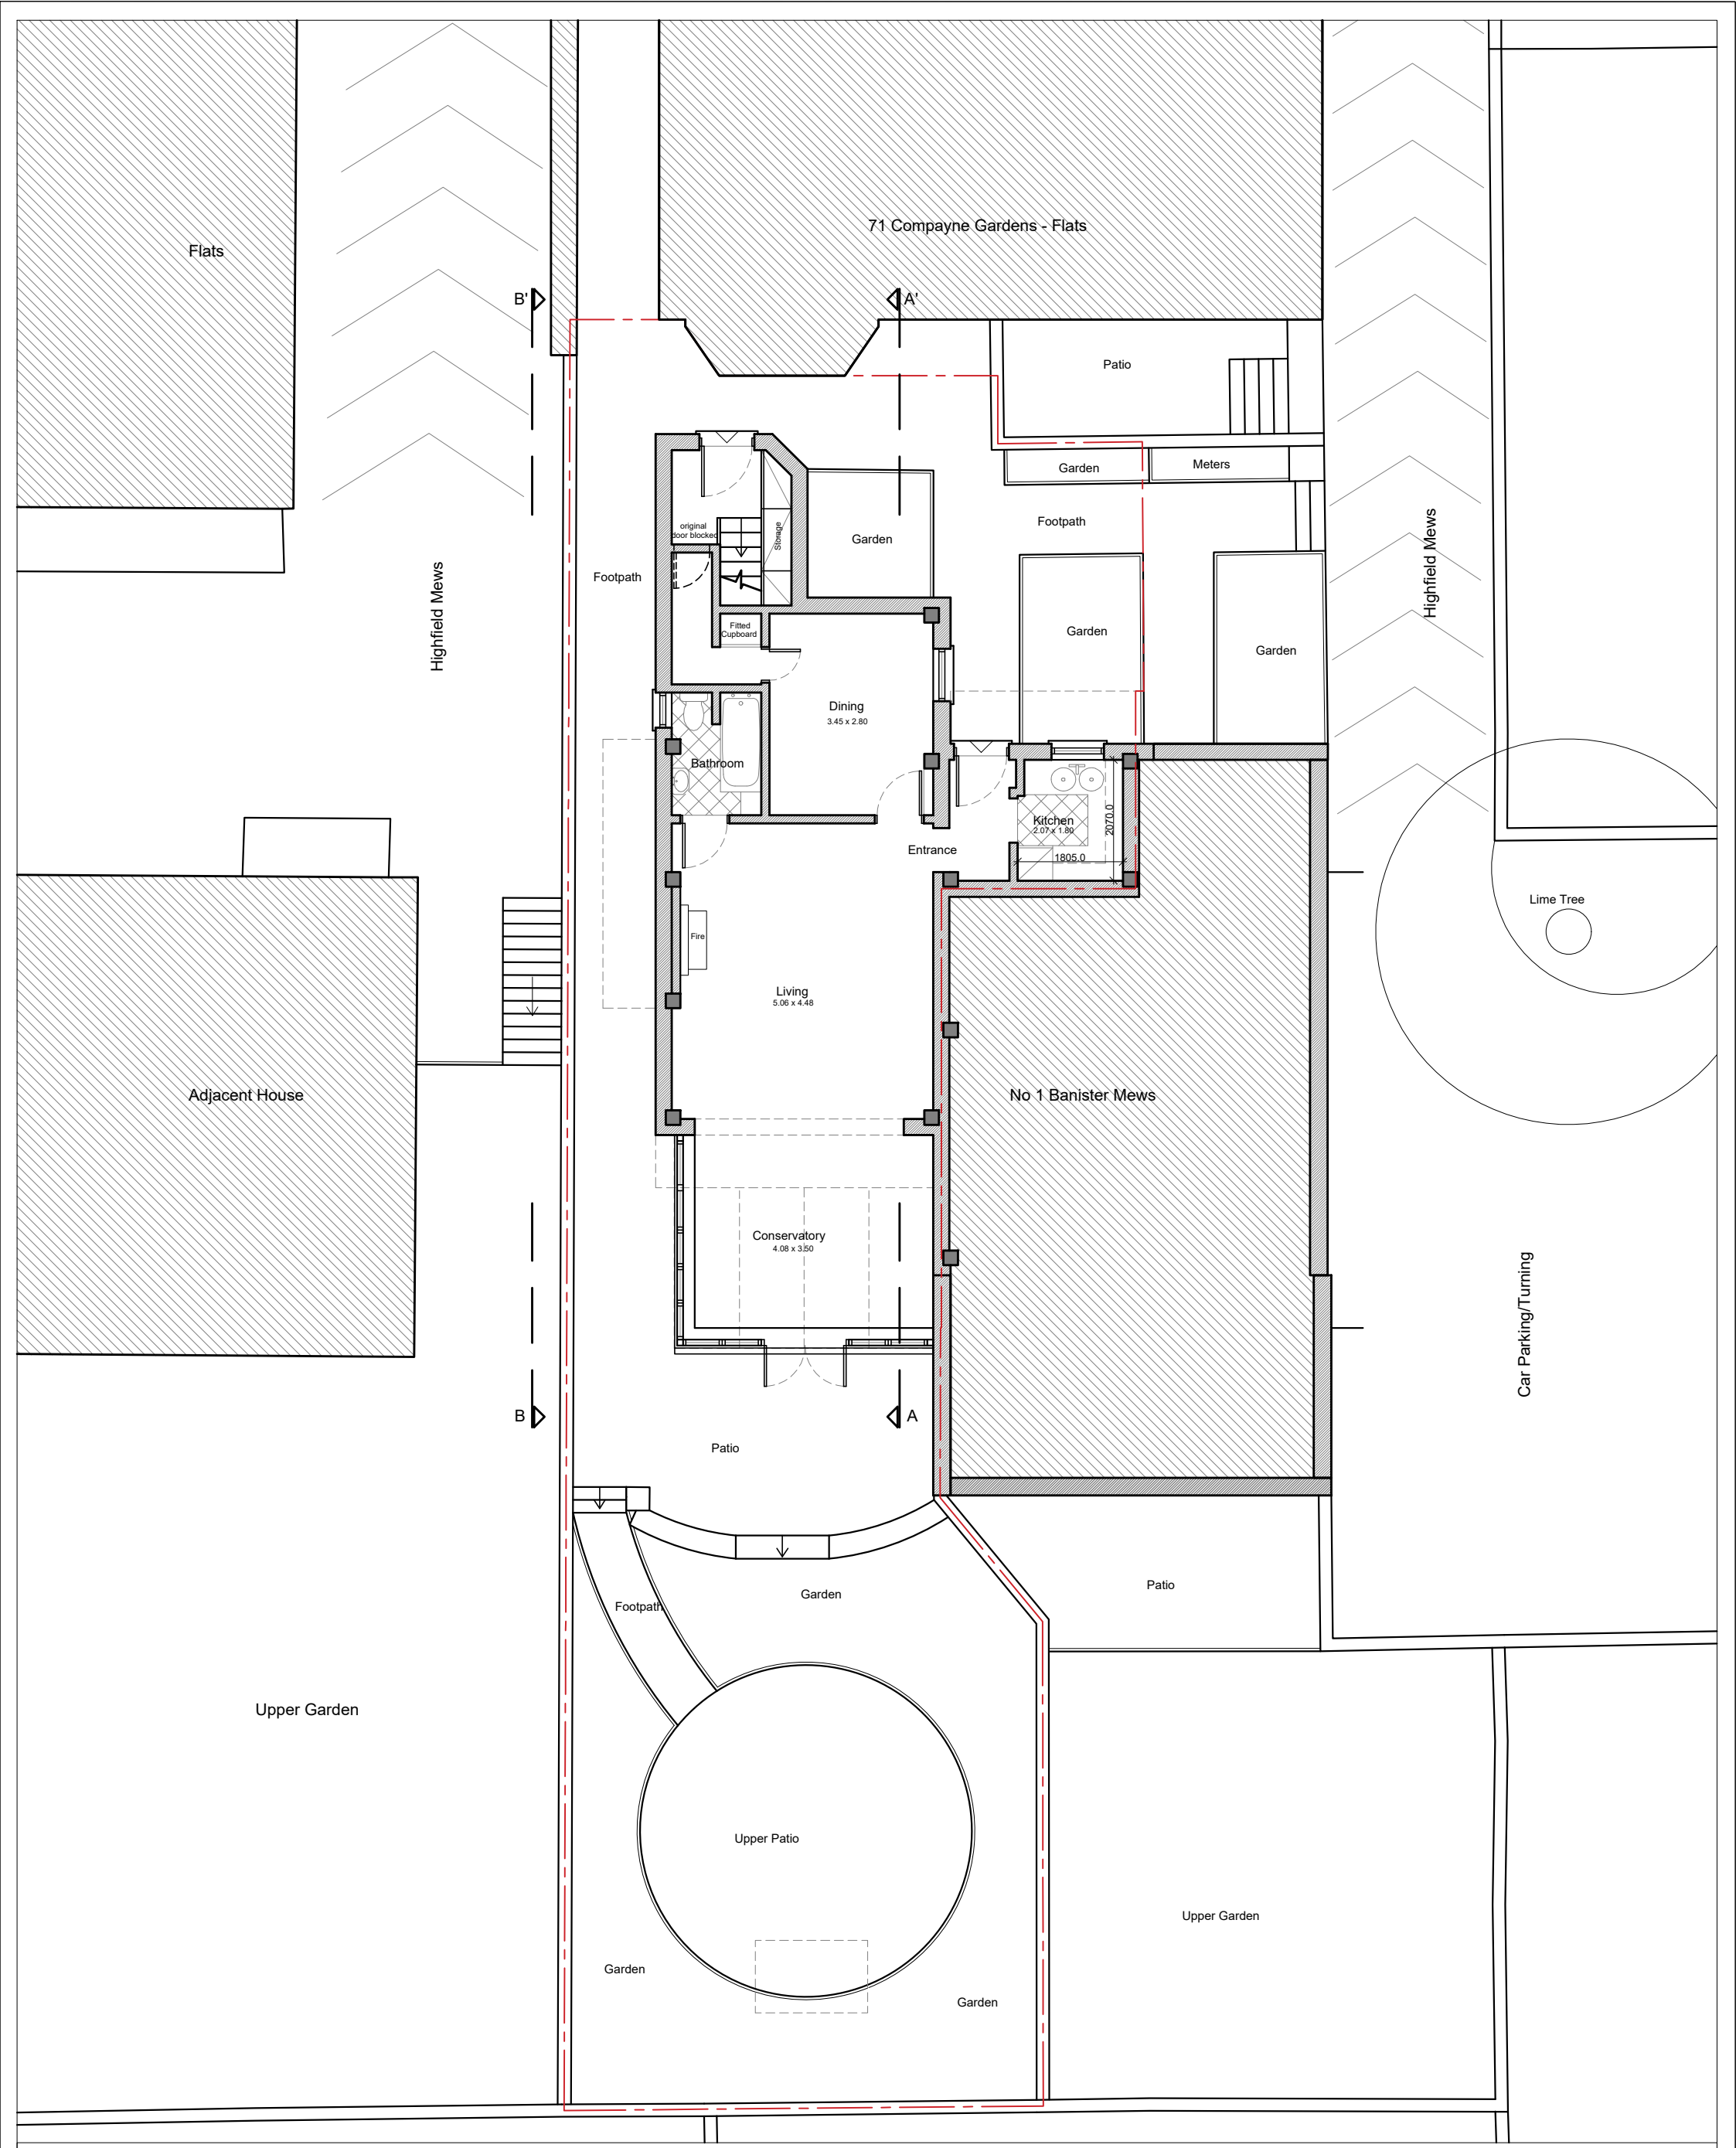 71 Compayne Gardens - Flats
Flats
B'
A'
Patio
Garden
Meters
Footpath
original
door blocked
Storage
Garden
Highfield Mews
Highfield Mews
Footpath
Fitted
Cupboard
Garden
Garden
Dining
3.45 x 2.80
Bathroom
Kitchen
2.07 x 1.80
2070.0
1805.0
Entrance
Lime Tree
Fire
Living
5.06 x 4.48
Adjacent House
No 1 Banister Mews
Conservatory
4.08 x 3.50
Car Parking/Turning
B
A
Patio
Patio
Garden
Footpath
Upper Garden
Upper Patio
Upper Garden
Garden
Garden